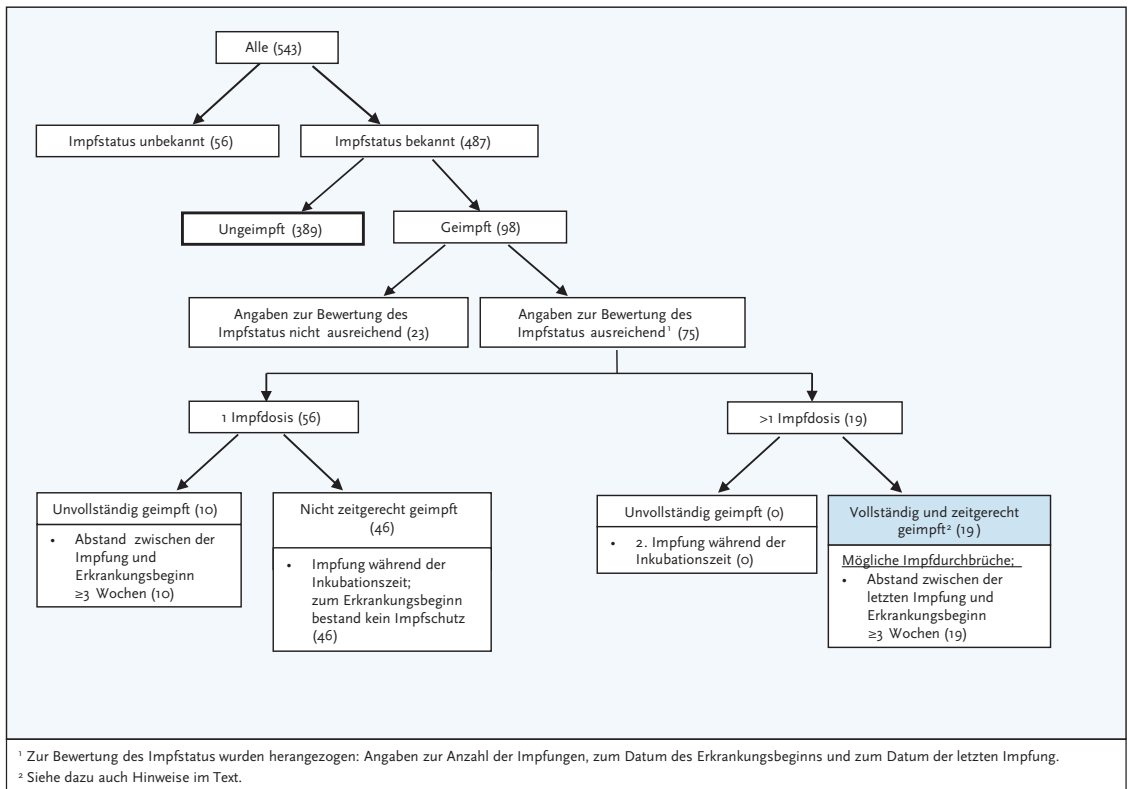 Alle (543)
Impfstatus unbekannt (56)
Impfstatus bekannt (487)
Ungeimpft (389)
Geimpft (98)
Angaben zur Bewertung des
Impfstatus nicht ausreichend (23)
Angaben zur Bewertung des
Impfstatus ausreichend¹ (75)
1 Impfdosis (56)
>1 Impfdosis (19)
Unvollständig geimpft (10)
• Abstand zwischen der
Impfung und
Erkrankungsbeginn
≥3 Wochen (10)
Nicht zeitgerecht geimpft
(46)
• Impfung während der
Inkubationszeit;
zum Erkrankungsbeginn
bestand kein Impfschutz
(46)
Unvollständig geimpft (0)
• 2. Impfung während der
Inkubationszeit (0)
Vollständig und zeitgerecht
geimpft² (19)
Mögliche Impfdurchbrüche;
• Abstand zwischen der
letzten Impfung und
Erkrankungsbeginn
≥3 Wochen (19)
¹ Zur Bewertung des Impfstatus wurden herangezogen: Angaben zur Anzahl der Impfungen, zum Datum des Erkrankungsbeginns und zum Datum der letzten Impfung.
² Siehe dazu auch Hinweise im Text.